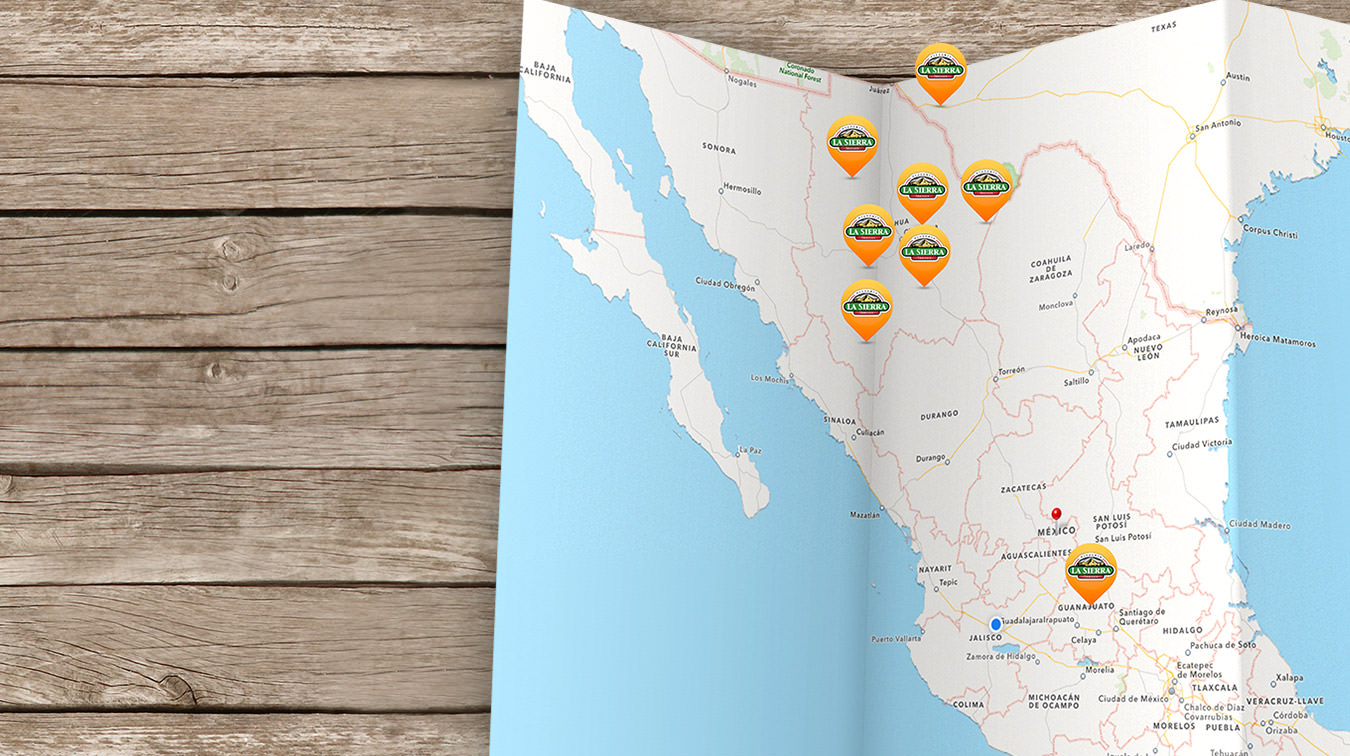 TEXAS
BAJA
CALIFORNIA
Coronado
National Forest
Nogales
Juárez
Austin
LA SIERRA
San Antonio
Housto
LA SIERRA
SONORA
Hermosillo
LA SIERRA
LA SIERRA
HUA
LA SIERRA
LA SIERRA
Corpus Christi
Laredo
COAHUILA
DE
ZARAGOZA
Ciudad Obregón
Monclova
LA SIERRA
Reynosa
Heroica Matamoros
BAJA
CALIFORNIA
SUR
Apodaca
NUEVO
LEÓN
Los Mochis
Torreón
Saltillo
SINALOA
Culiacán
DURANGO
TAMAULIPAS
Ciudad Victoria
La Paz
Durango
ZACATECAS
Mazatlán
MÉXICO
SAN LUIS
POTOSÍ
San Luis Potosí
Ciudad Madero
AGUASCALIENTES
NAYARIT
Tepic
LA SIERRA
GUANAJUATO
Guadalajara
Irapuato
Santiago de
Querétaro
Puerto Vallarta
JALISCO
Celaya
HIDALGO
Pachuca de Soto
Zamora de Hidalgo
Morelia
Ecatepec
de Morelos
TLAXCALA
Xalapa
COLIMA
MICHOACÁN
DE OCAMPO
Ciudad de México
VERACRUZ-LLAVE
Chalco de Díaz
Covarrubias
Córdoba
MORELOS
PUEBLA
Orizaba
Tehuacán